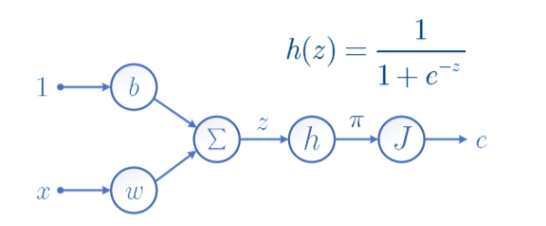 h(z) = 1 / (1 + e^{-z})
1 b
Σ z h π J c
x w